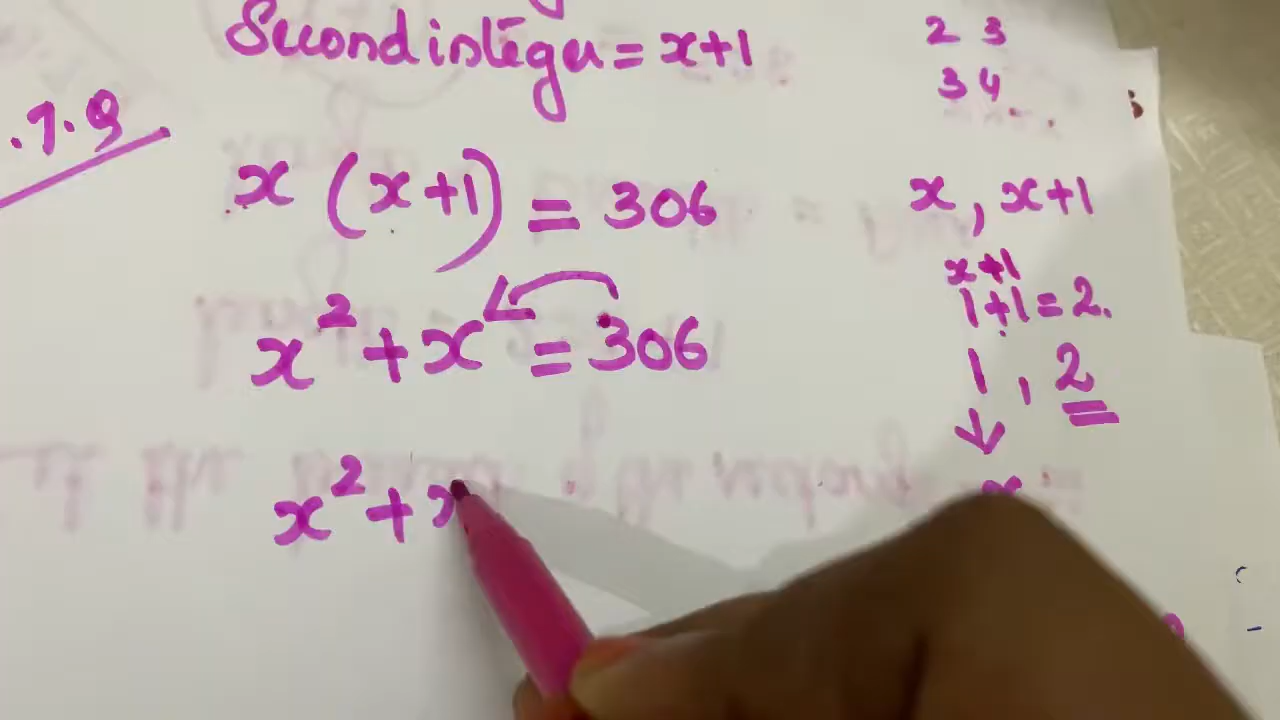 Second integer = x+1
2 3
3 4
.7.9
x (x+1) = 306
x , x+1
x+1
1+1=2.
x² + x = 306
1 , 2
x² + x